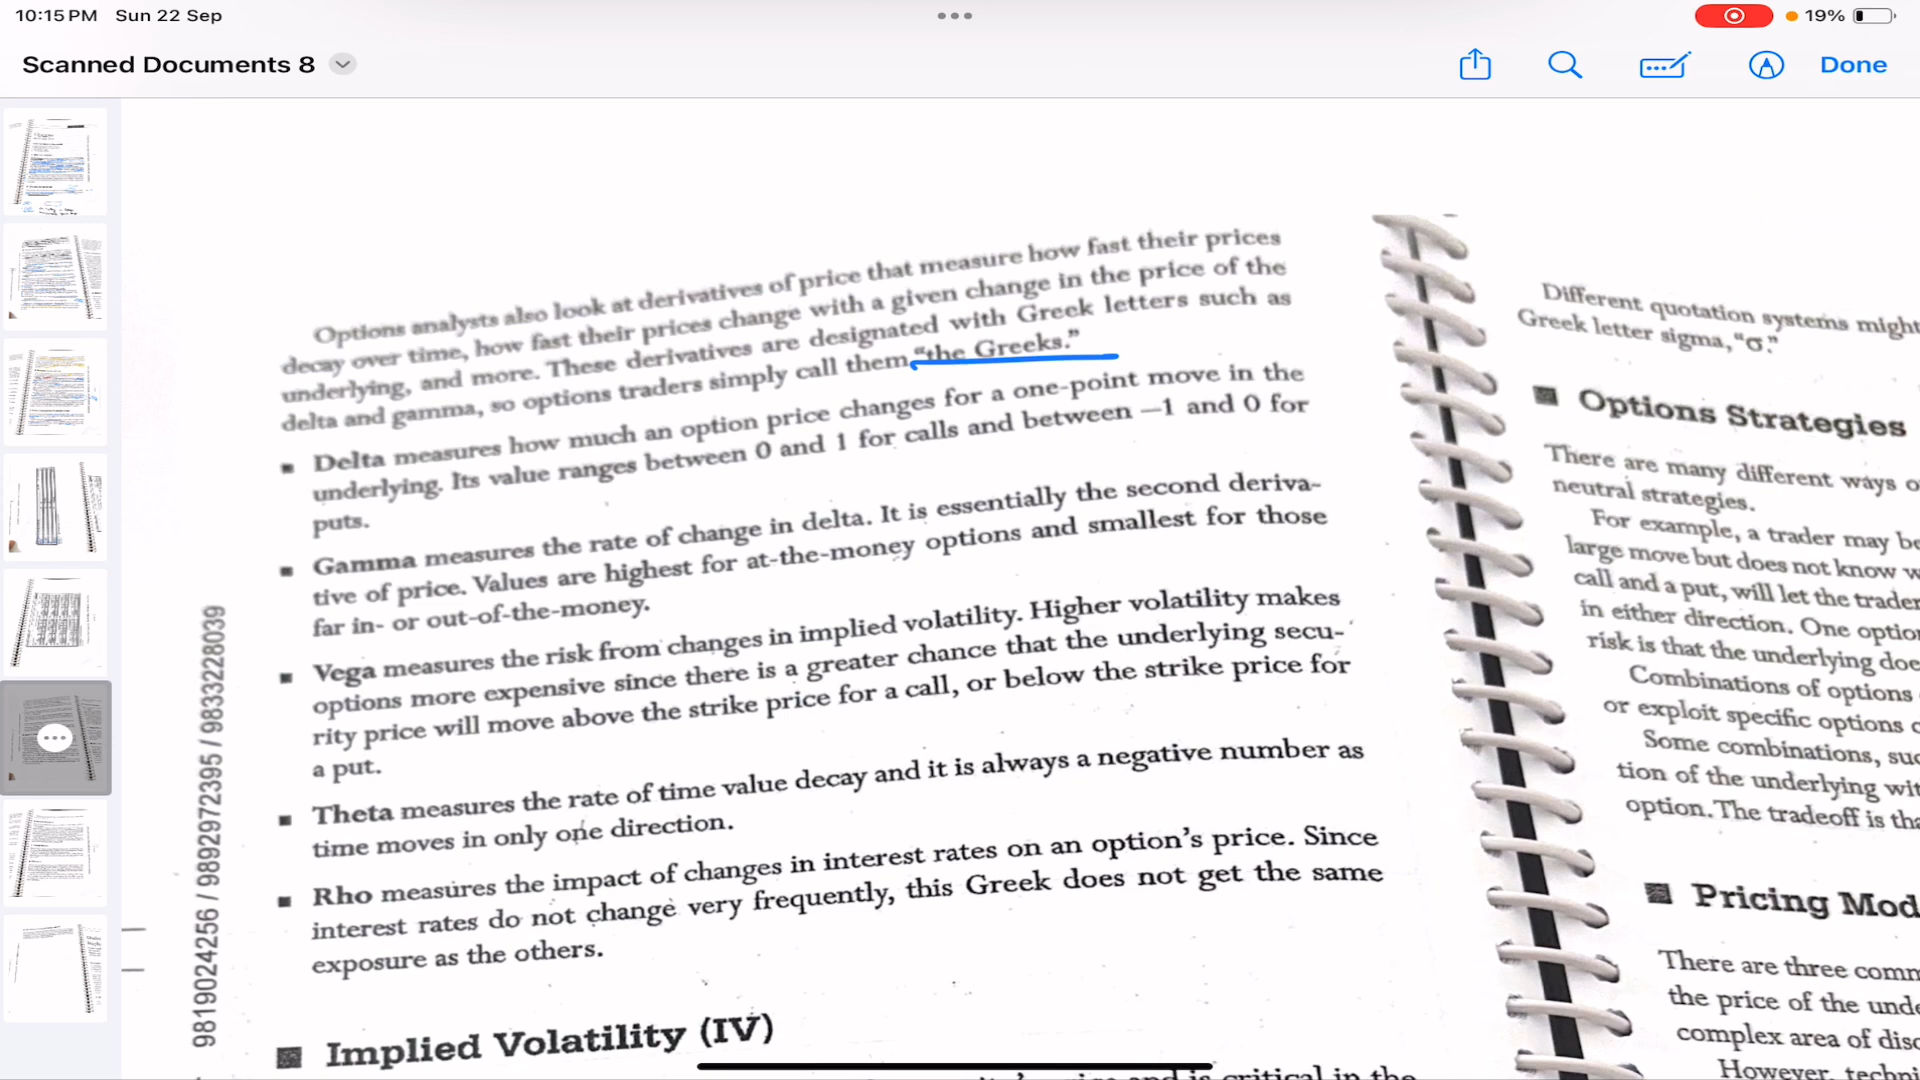 10:15 PM Sun 22 Sep
19%
Scanned Documents 8
Done
Options analysts also look at derivatives of price that measure how fast their prices
decay over time, how fast their prices change with a given change in the price of the
underlying, and more. These derivatives are designated with Greek letters such as
delta and gamma, so options traders simply call them “the Greeks.”
■ Delta measures how much an option price changes for a one-point move in the
underlying. Its value ranges between 0 and 1 for calls and between —1 and 0 for
puts.
■ Gamma measures the rate of change in delta. It is essentially the second deriva-
tive of price. Values are highest for at-the-money options and smallest for those
far in- or out-of-the-money.
■ Vega measures the risk from changes in implied volatility. Higher volatility makes
options more expensive since there is a greater chance that the underlying secu-
rity price will move above the strike price for a call, or below the strike price for
a put.
■ Theta measures the rate of time value decay and it is always a negative number as
time moves in only one direction.
■ Rho measures the impact of changes in interest rates on an option’s price. Since
interest rates do not change very frequently, this Greek does not get the same
exposure as the others.
■ Implied Volatility (IV)
and is critical in the
9819024256 / 9892972395 / 9833228039
Different quotation systems might
Greek letter sigma, “σ.”
■ Options Strategies
There are many different ways o
neutral strategies.
For example, a trader may be
large move but does not know w
call and a put, will let the trader
in either direction. One option
risk is that the underlying doe
Combinations of options
or exploit specific options
Some combinations, suc
tion of the underlying wit
option. The tradeoff is tha
■ Pricing Mod
There are three comm
the price of the unde
complex area of disc
However, techni